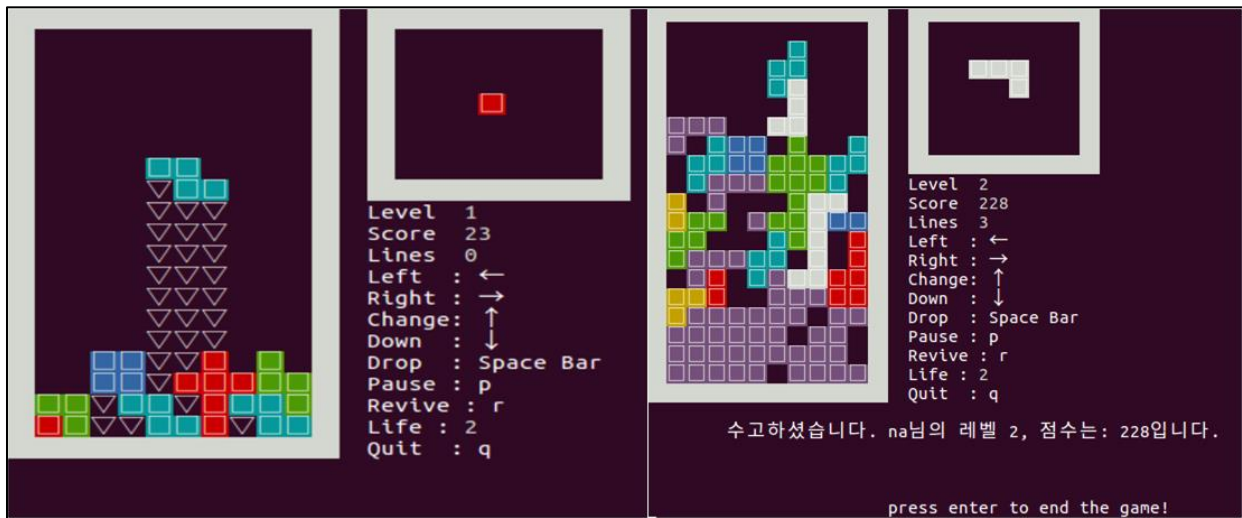 Level 1
Score 23
Lines 0
Left : ←
Right : →
Change: ↑
Down : ↓
Drop : Space Bar
Pause : p
Revive : r
Life : 2
Quit : q
Level 2
Score 228
Lines 3
Left : ←
Right : →
Change: ↑
Down : ↓
Drop : Space Bar
Pause : p
Revive : r
Life : 2
Quit : q
수고하셨습니다. na님의 레벨 2, 점수는: 228입니다.
press enter to end the game!